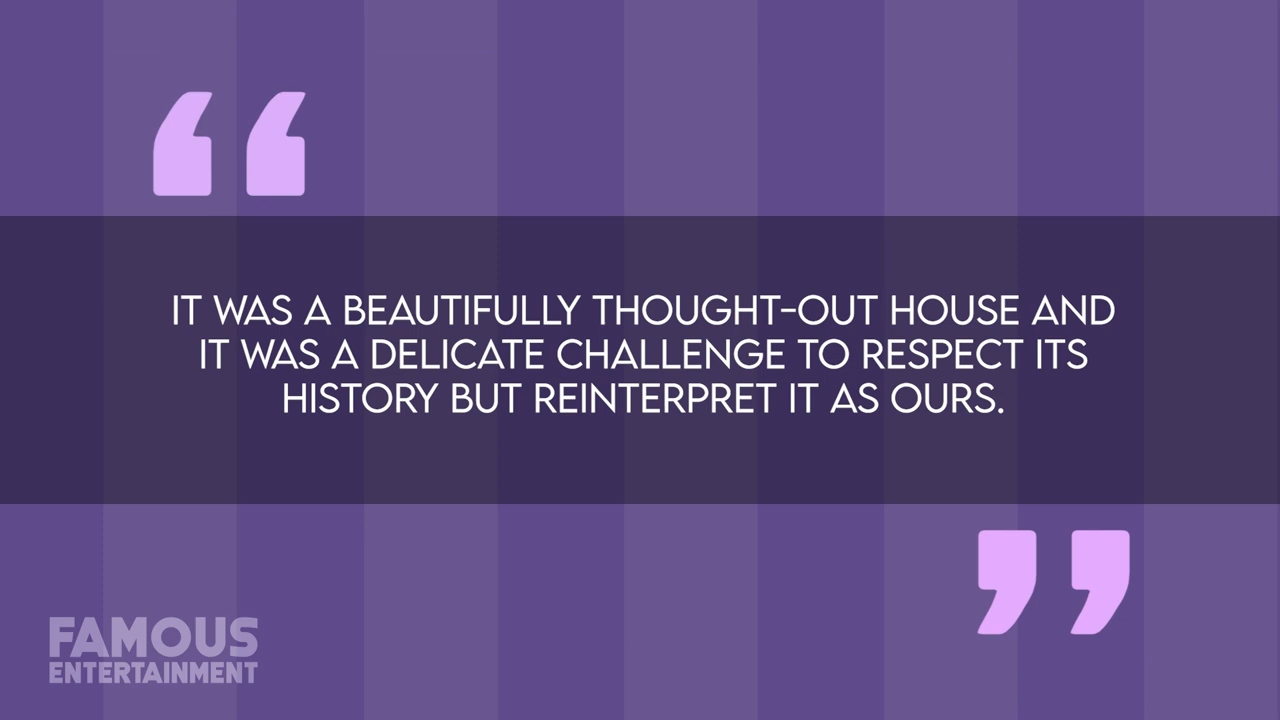 “
IT WAS A BEAUTIFULLY THOUGHT-OUT HOUSE AND
IT WAS A DELICATE CHALLENGE TO RESPECT ITS
HISTORY BUT REINTERPRET IT AS OURS.
”
FAMOUS
ENTERTAINMENT